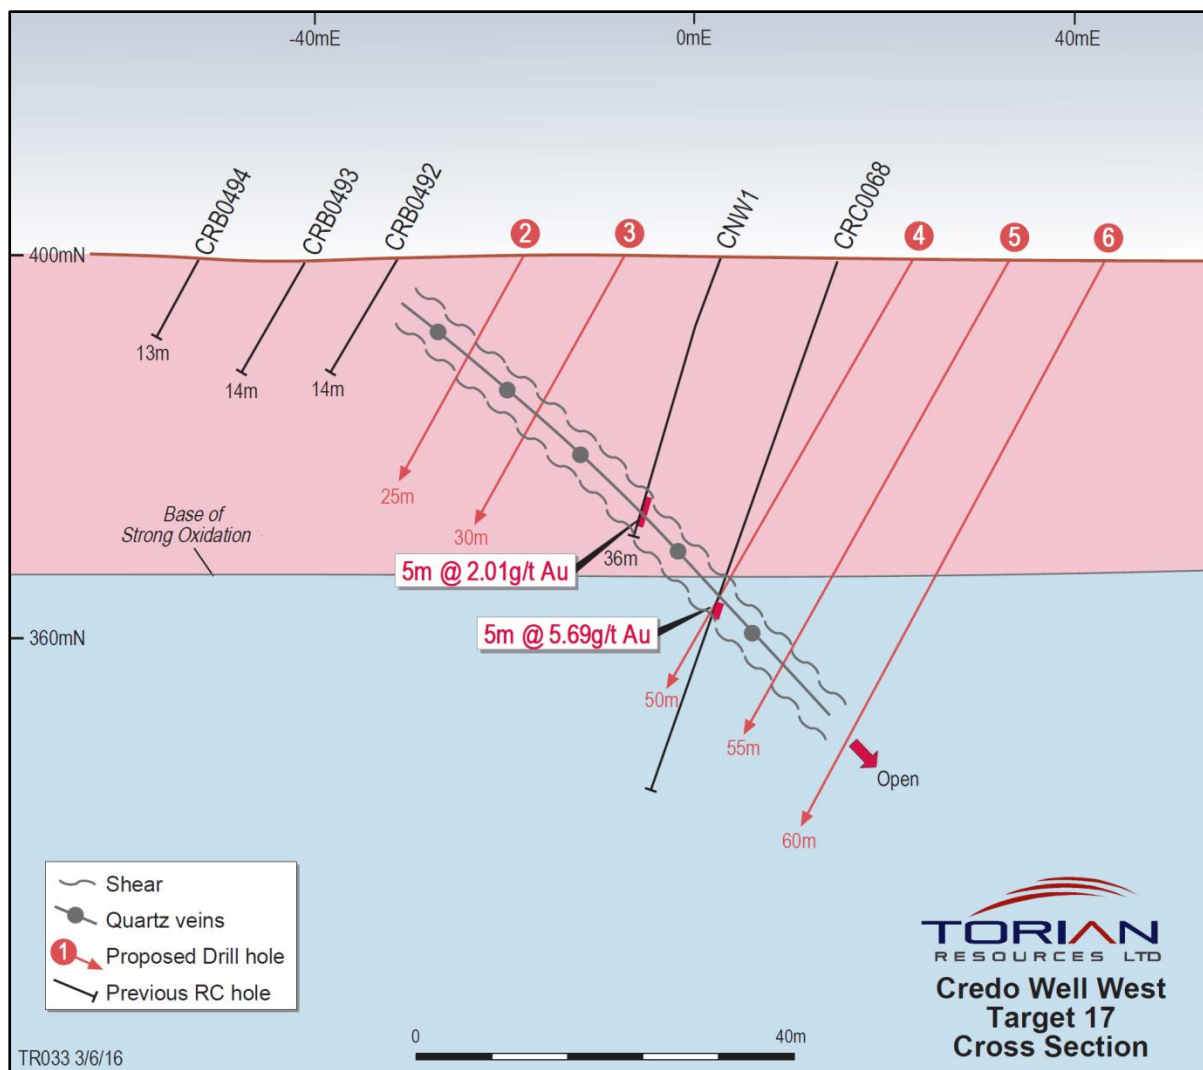 -40mE
0mE
40mE
CRB0494
CRB0493
CRB0492
2
3
CNW1
CRC0068
4
5
6
400mN
13m
14m
14m
25m
30m
Base of
Strong Oxidation
36m
5m @ 2.01g/t Au
5m @ 5.69g/t Au
360mN
50m
55m
Open
60m
Shear
Quartz veins
1 Proposed Drill hole
Previous RC hole
TORIAN
RESOURCES LTD
Credo Well West
Target 17
Cross Section
0
40m
TR033 3/6/16